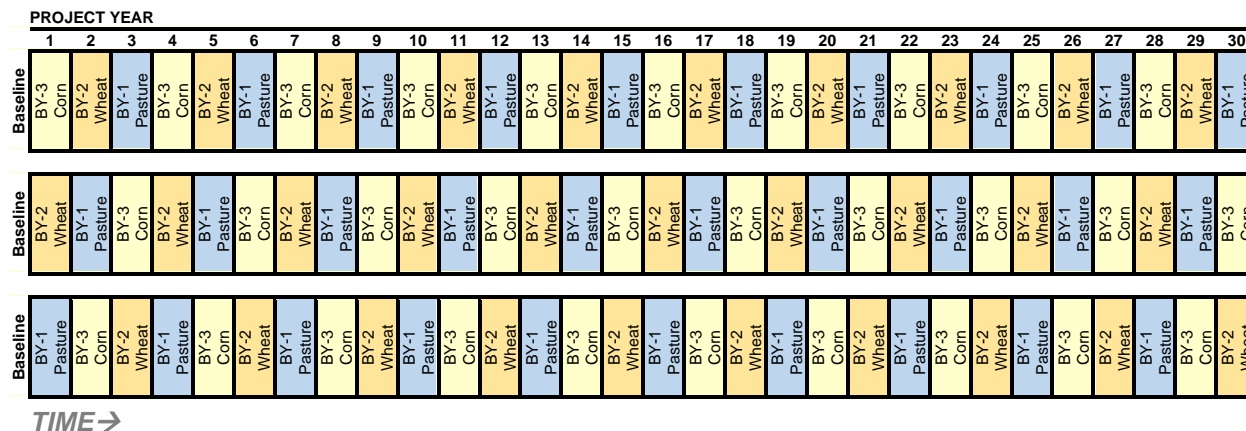 PROJECT YEAR
1 2 3 4 5 6 7 8 9 10 11 12 13 14 15 16 17 18 19 20 21 22 23 24 25 26 27 28 29 30
Baseline
BY-3
Corn
BY-2
Wheat
BY-1
Pasture
BY-3
Corn
BY-2
Wheat
BY-1
Pasture
BY-3
Corn
BY-2
Wheat
BY-1
Pasture
BY-3
Corn
BY-2
Wheat
BY-1
Pasture
BY-3
Corn
BY-2
Wheat
BY-1
Pasture
BY-3
Corn
BY-2
Wheat
BY-1
Pasture
BY-3
Corn
BY-2
Wheat
BY-1
Pasture
BY-3
Corn
BY-2
Wheat
BY-1
Pasture
BY-3
Corn
BY-2
Wheat
BY-1
Pasture
BY-3
Corn
BY-2
Wheat
BY-1
Pasture
Baseline
BY-2
Wheat
BY-1
Pasture
BY-3
Corn
BY-2
Wheat
BY-1
Pasture
BY-3
Corn
BY-2
Wheat
BY-1
Pasture
BY-3
Corn
BY-2
Wheat
BY-1
Pasture
BY-3
Corn
BY-2
Wheat
BY-1
Pasture
BY-3
Corn
BY-2
Wheat
BY-1
Pasture
BY-3
Corn
BY-2
Wheat
BY-1
Pasture
BY-3
Corn
BY-2
Wheat
BY-1
Pasture
BY-3
Corn
BY-2
Wheat
BY-1
Pasture
BY-3
Corn
BY-2
Wheat
BY-1
Pasture
BY-3
Corn
Baseline
BY-1
Pasture
BY-3
Corn
BY-2
Wheat
BY-1
Pasture
BY-3
Corn
BY-2
Wheat
BY-1
Pasture
BY-3
Corn
BY-2
Wheat
BY-1
Pasture
BY-3
Corn
BY-2
Wheat
BY-1
Pasture
BY-3
Corn
BY-2
Wheat
BY-1
Pasture
BY-3
Corn
BY-2
Wheat
BY-1
Pasture
BY-3
Corn
BY-2
Wheat
BY-1
Pasture
BY-3
Corn
BY-2
Wheat
BY-1
Pasture
BY-3
Corn
BY-2
Wheat
BY-1
Pasture
BY-3
Corn
BY-2
Wheat
TIME→